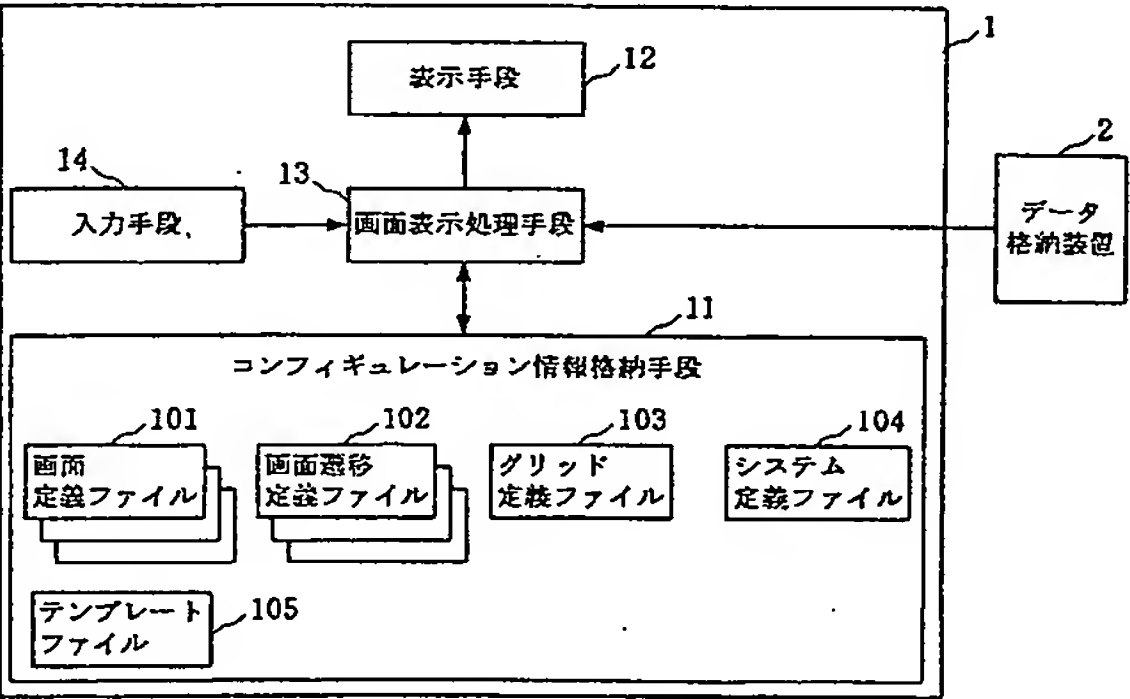 1
12
表示手段
2
14
13
入力手段
画面表示処理手段
データ
格納装置
11
コンフィギュレーション情報格納手段
101
102
103
104
画面
定義ファイル
画面遷移
定義ファイル
グリッド
定義ファイル
システム
定義ファイル
テンプレート
ファイル
105